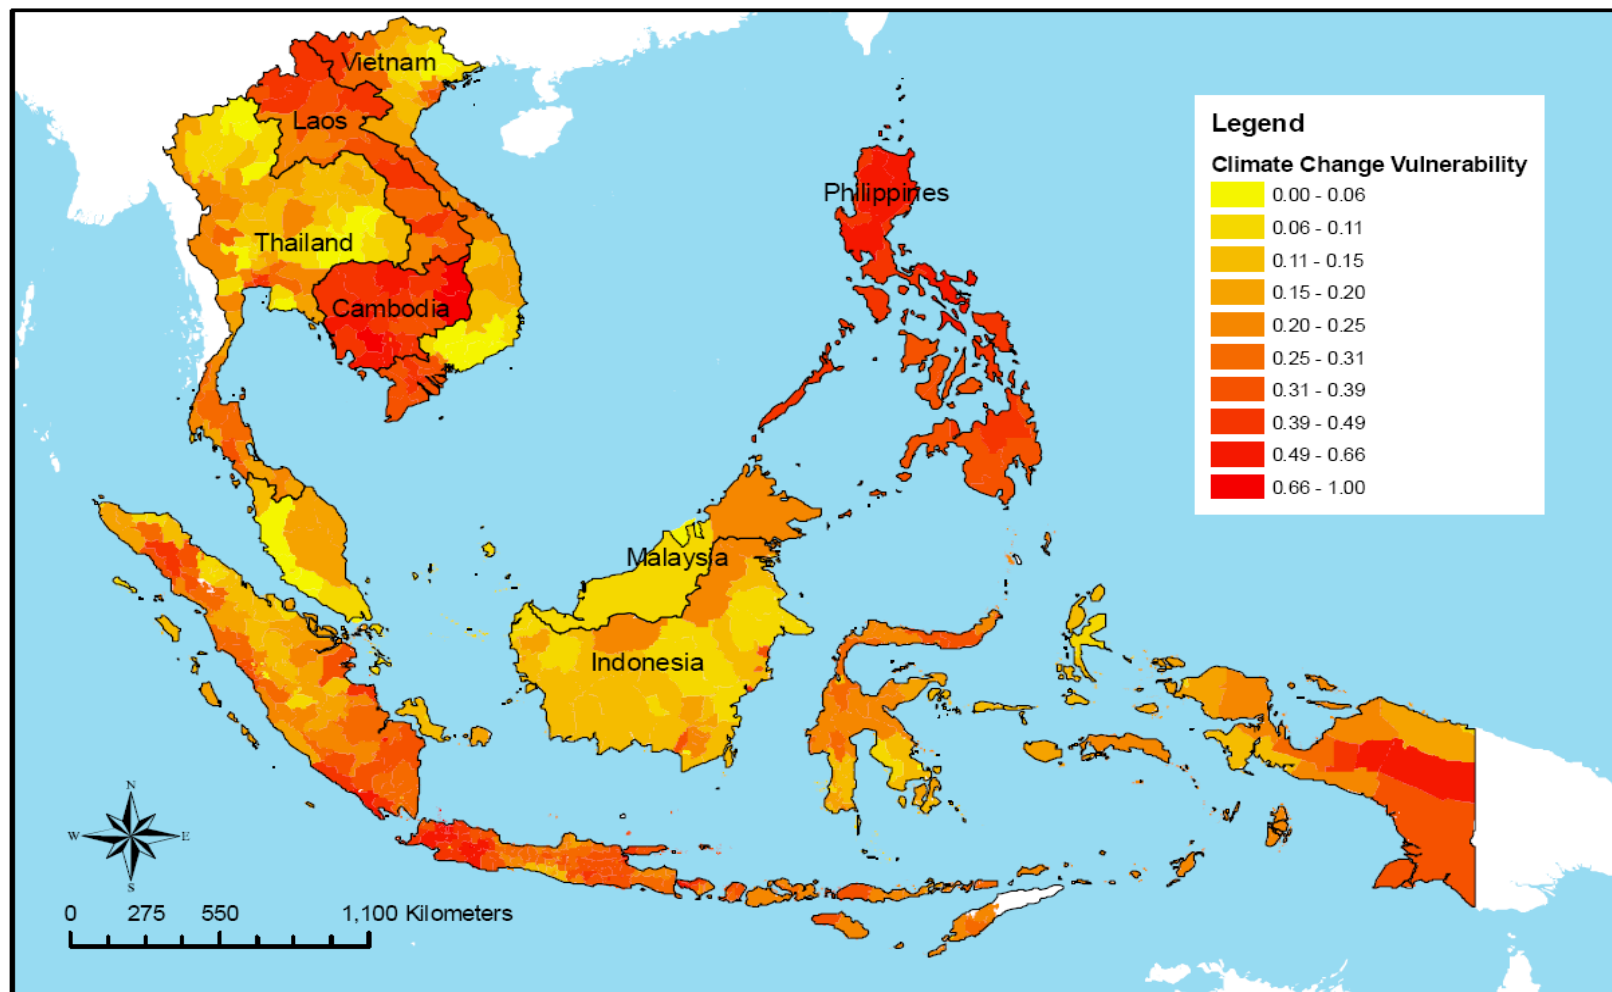 Vietnam
Laos
Thailand
Cambodia
Philippines
Malaysia
Indonesia
Legend
Climate Change Vulnerability
0.00 - 0.06
0.06 - 0.11
0.11 - 0.15
0.15 - 0.20
0.20 - 0.25
0.25 - 0.31
0.31 - 0.39
0.39 - 0.49
0.49 - 0.66
0.66 - 1.00
N
W E
S
0 275 550 1,100 Kilometers